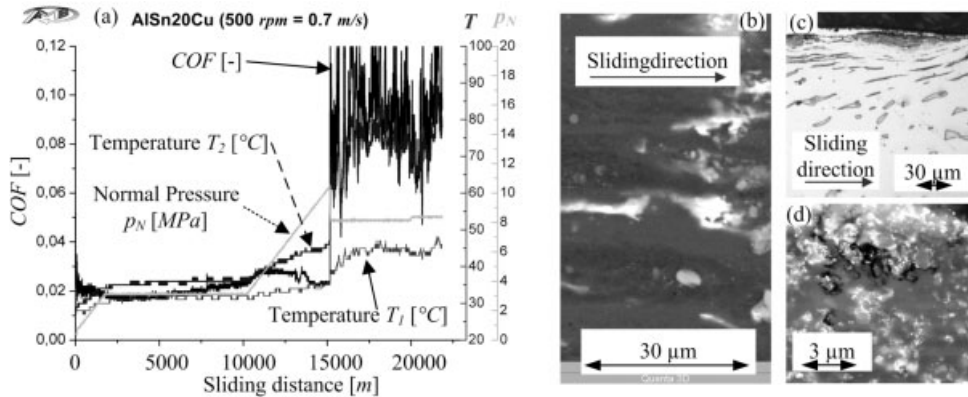 (a) AlSn20Cu (500 rpm = 0.7 m/s)
T
p_N
0,12
0,10
0,08
0,06
0,04
0,02
0,00
COF [-]
COF [-]
Temperature T₂ [°C]
Normal Pressure
p_N [MPa]
Temperature T₁ [°C]
100
90
80
70
60
50
40
30
20
20
18
16
14
12
10
8
6
4
2
0
0
5000
10000
15000
20000
Sliding distance [m]
(b)
Slidingdirection
30 µm
Quanta 3D
(c)
Sliding
direction
30 µm
(d)
3 µm